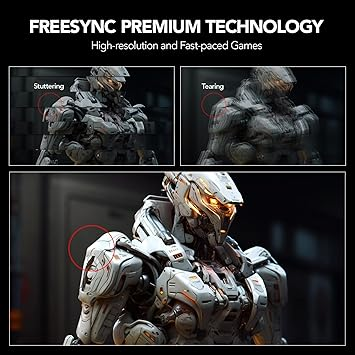 FREESYNC PREMIUM TECHNOLOGY
High-resolution and Fast-paced Games
Stuttering
Tearing